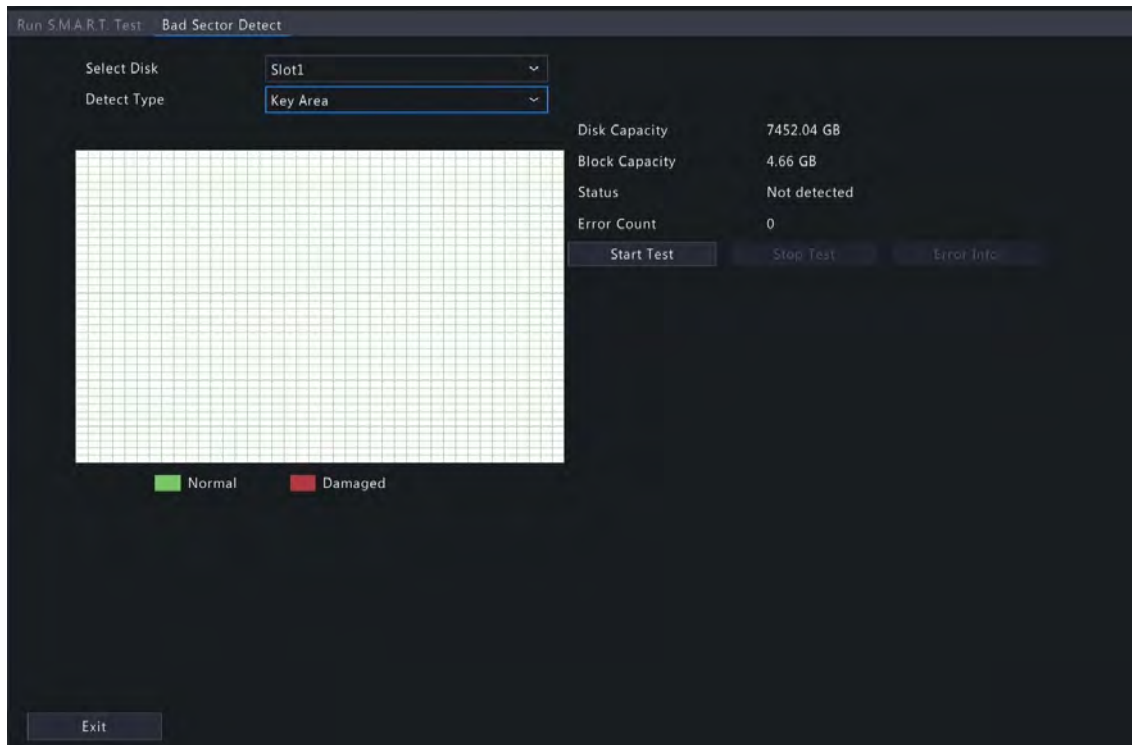 Run S.M.A.R.T. Test Bad Sector Detect
Select Disk Slot1
Detect Type Key Area
Disk Capacity 7452.04 GB
Block Capacity 4.66 GB
Status Not detected
Error Count 0
Start Test Stop Test Error Info
Normal Damaged
Exit